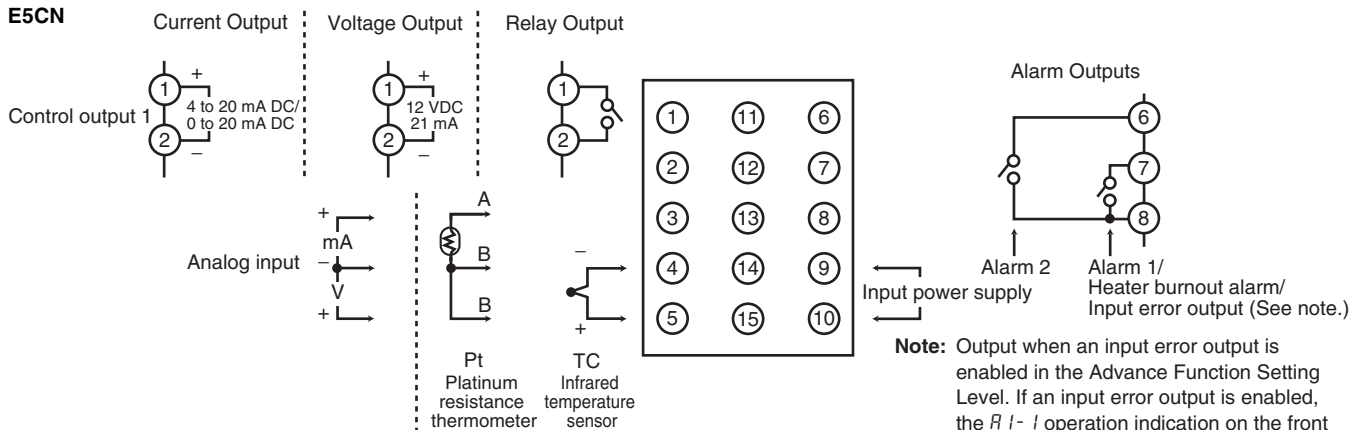 E5CN
Current Output
Voltage Output
Relay Output
Control output 1
1
+
4 to 20 mA DC/
0 to 20 mA DC
2
–
1
+
12 VDC
21 mA
2
–
1
2
1 11 6
2 12 7
3 13 8
4 14 9
5 15 10
Alarm Outputs
6
7
8
Alarm 2
Alarm 1/
Heater burnout alarm/
Input error output (See note.)
Analog input
+
mA
–
V
+
A
B
B
Pt
Platinum
resistance
thermometer
–
+
TC
Infrared
temperature
sensor
Input power supply
Note: Output when an input error output is
enabled in the Advance Function Setting
Level. If an input error output is enabled,
the A1-1 operation indication on the front